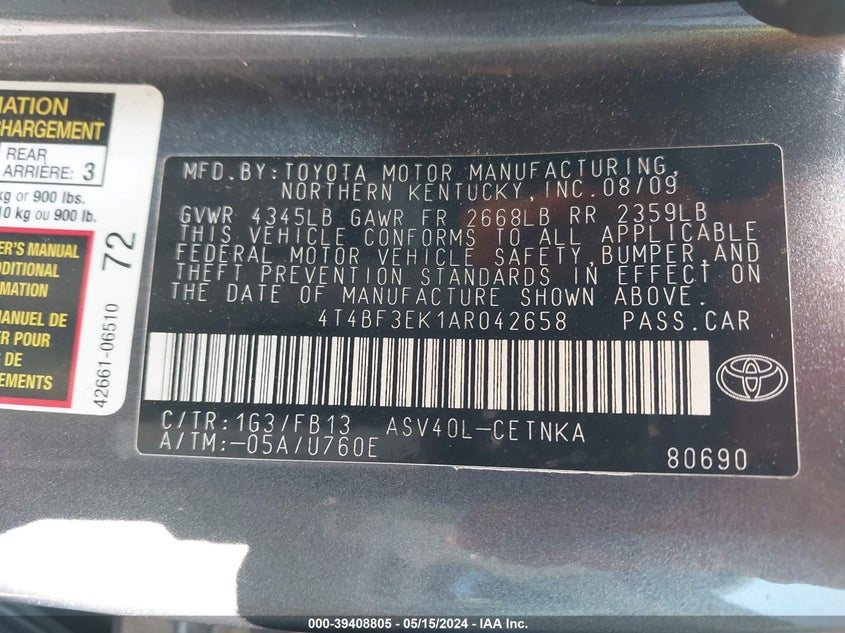 MATION
CHARGEMENT
REAR
ARRIÈRE: 3
kg or 900 lbs.
10 kg ou 900 lb.
ER'S MANUAL
DDITIONAL
RMATION
MANUEL DE
R POUR
S DE
EMENTS
72
42661-06510
MFD. BY: TOYOTA MOTOR MANUFACTURING,
NORTHERN KENTUCKY, INC. 08/09
GVWR 4345LB GAWR FR 2668LB RR 2359LB
THIS VEHICLE CONFORMS TO ALL APPLICABLE
FEDERAL MOTOR VEHICLE SAFETY, BUMPER, AND
THEFT PREVENTION STANDARDS IN EFFECT ON
THE DATE OF MANUFACTURE SHOWN ABOVE.
4T4BF3EK1AR042658 PASS. CAR
C/TR: 1G3/FB13 ASV40L-CETNKA
A/TM: -05A/U760E
80690
000-39408805 - 05/15/2024 - IAA Inc.